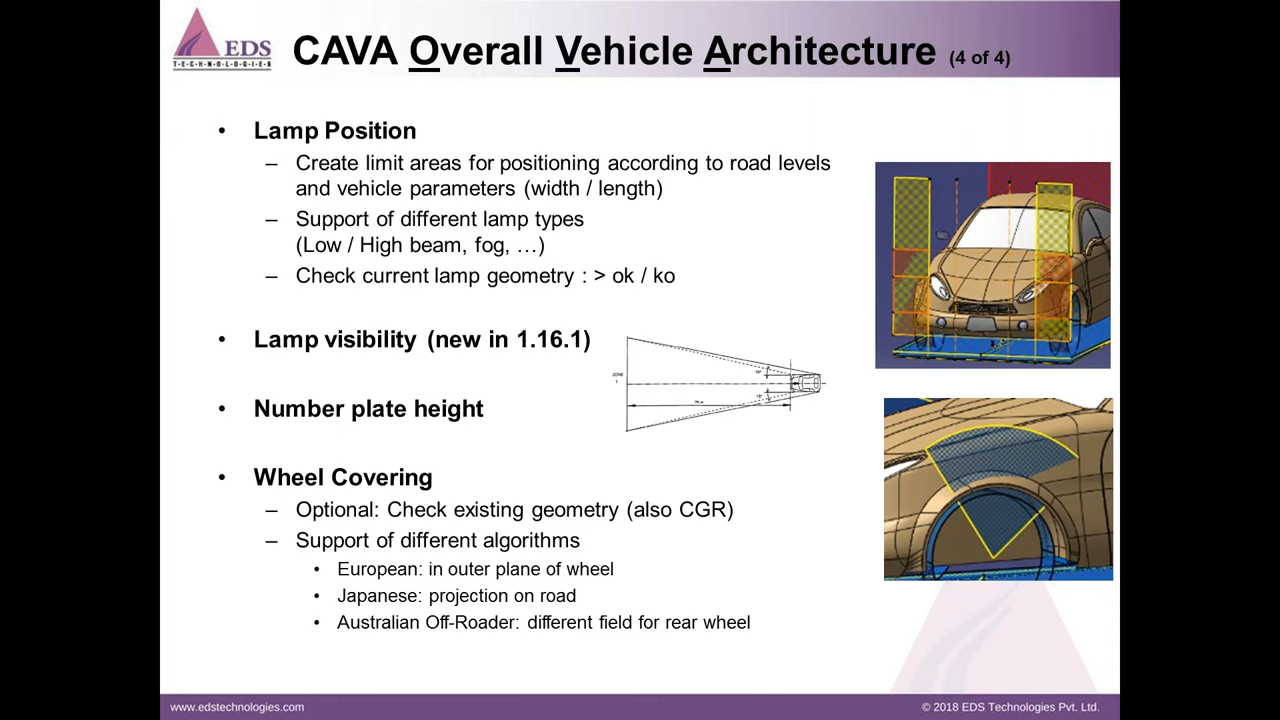 EDS
T·E·C·H·N·O·L·O·G·I·E·S
CAVA Overall Vehicle Architecture (4 of 4)
• Lamp Position
– Create limit areas for positioning according to road levels
and vehicle parameters (width / length)
– Support of different lamp types
(Low / High beam, fog, …)
– Check current lamp geometry : > ok / ko
• Lamp visibility (new in 1.16.1)
ZONE
• Number plate height
• Wheel Covering
– Optional: Check existing geometry (also CGR)
– Support of different algorithms
• European: in outer plane of wheel
• Japanese: projection on road
• Australian Off-Roader: different field for rear wheel
www.edstechnologies.com
© 2018 EDS Technologies Pvt. Ltd.